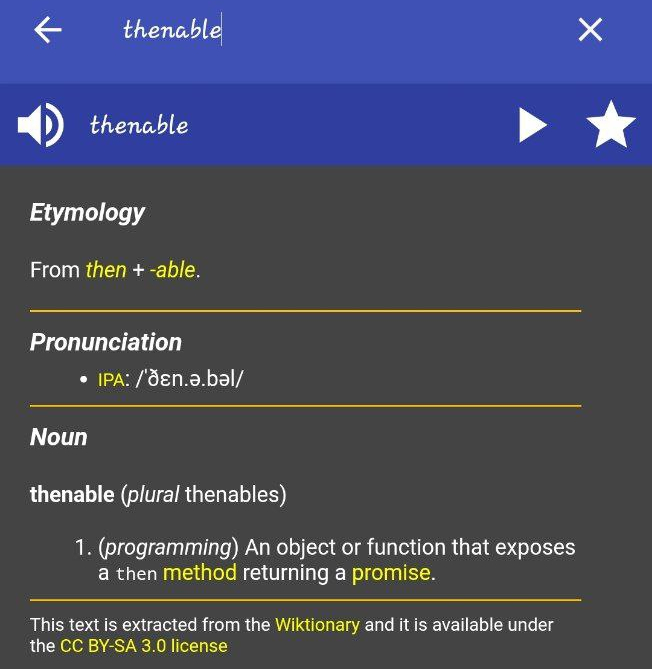 thenable
thenable
Etymology
From then + -able.
Pronunciation
• IPA: /ˈðɛn.ə.bəl/
Noun
thenable (plural thenables)
1. (programming) An object or function that exposes
a then method returning a promise.
This text is extracted from the Wiktionary and it is available under
the CC BY-SA 3.0 license